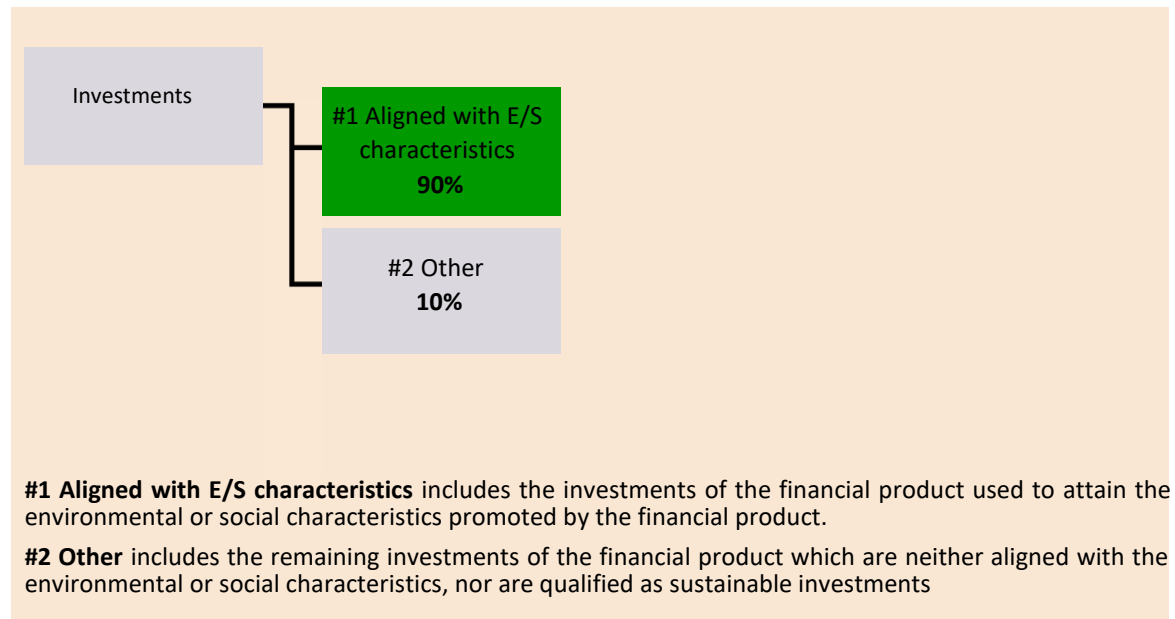 Investments
#1 Aligned with E/S
characteristics
90%
#2 Other
10%
#1 Aligned with E/S characteristics includes the investments of the financial product used to attain the
environmental or social characteristics promoted by the financial product.
#2 Other includes the remaining investments of the financial product which are neither aligned with the
environmental or social characteristics, nor are qualified as sustainable investments